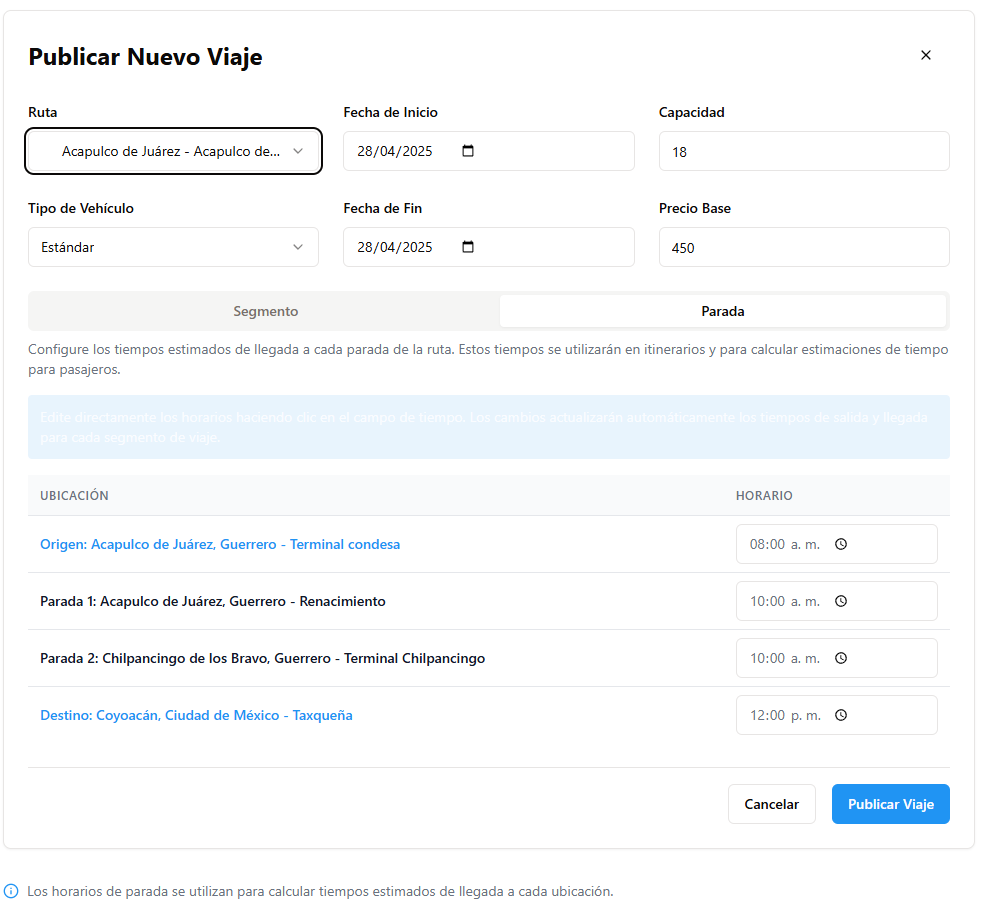 Publicar Nuevo Viaje
Ruta
Fecha de Inicio
Capacidad
Acapulco de Juárez - Acapulco de...
28/04/2025
18
Tipo de Vehículo
Fecha de Fin
Precio Base
Estándar
28/04/2025
450
Segmento
Parada
Configure los tiempos estimados de llegada a cada parada de la ruta. Estos tiempos se utilizarán en itinerarios y para calcular estimaciones de tiempo
para pasajeros.
Edite directamente los horarios haciendo clic en el campo de tiempo. Los cambios actualizarán automáticamente los tiempos de salida y llegada
para cada segmento de viaje.
UBICACIÓN
HORARIO
Origen: Acapulco de Juárez, Guerrero - Terminal condesa
08:00 a. m.
Parada 1: Acapulco de Juárez, Guerrero - Renacimiento
10:00 a. m.
Parada 2: Chilpancingo de los Bravo, Guerrero - Terminal Chilpancingo
10:00 a. m.
Destino: Coyoacán, Ciudad de México - Taxqueña
12:00 p. m.
Cancelar
Publicar Viaje
Los horarios de parada se utilizan para calcular tiempos estimados de llegada a cada ubicación.